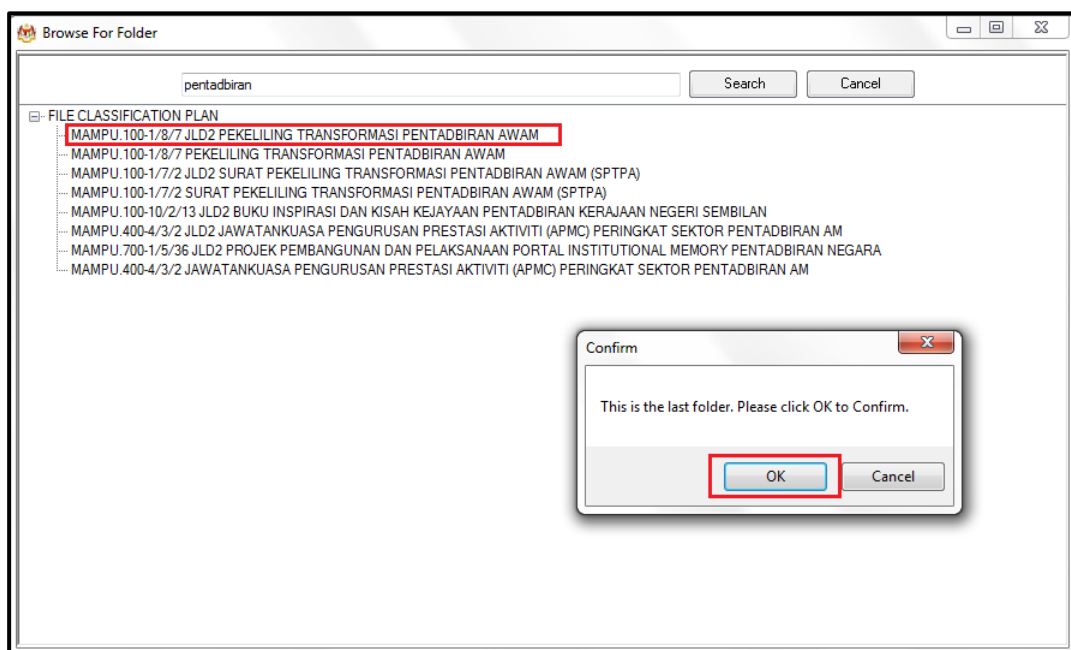 Browse For Folder
pentadbiran Search Cancel
FILE CLASSIFICATION PLAN
MAMPU.100-1/8/7 JLD2 PEKELILING TRANSFORMASI PENTADBIRAN AWAM
MAMPU.100-1/8/7 PEKELILING TRANSFORMASI PENTADBIRAN AWAM
MAMPU.100-1/7/2 JLD2 SURAT PEKELILING TRANSFORMASI PENTADBIRAN AWAM (SPTPA)
MAMPU.100-1/7/2 SURAT PEKELILING TRANSFORMASI PENTADBIRAN AWAM (SPTPA)
MAMPU.100-10/2/13 JLD2 BUKU INSPIRASI DAN KISAH KEJAYAAN PENTADBIRAN KERAJAAN NEGERI SEMBILAN
MAMPU.400-4/3/2 JLD2 JAWATANKUASA PENGURUSAN PRESTASI AKTIVITI (APMC) PERINGKAT SEKTOR PENTADBIRAN AM
MAMPU.700-1/5/36 JLD2 PROJEK PEMBANGUNAN DAN PELAKSANAAN PORTAL INSTITUTIONAL MEMORY PENTADBIRAN NEGARA
MAMPU.400-4/3/2 JAWATANKUASA PENGURUSAN PRESTASI AKTIVITI (APMC) PERINGKAT SEKTOR PENTADBIRAN AM
Confirm
This is the last folder. Please click OK to Confirm.
OK Cancel